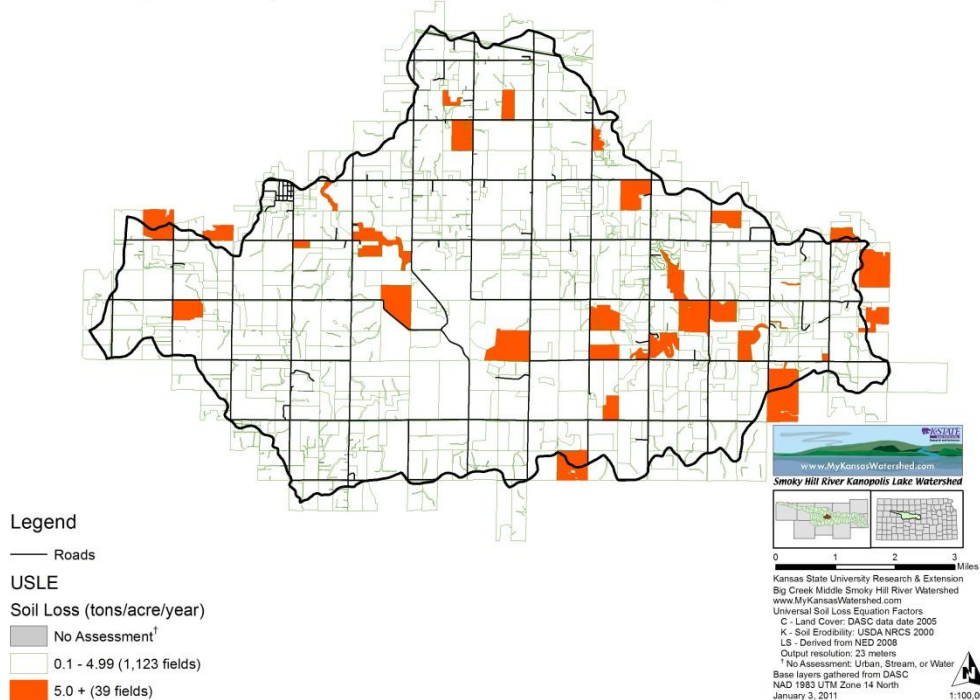 Legend
Roads
USLE
Soil Loss (tons/acre/year)
No Assessment†
0.1 - 4.99 (1,123 fields)
5.0 + (39 fields)
K-STATE
Research and Extension
www.MyKansasWatershed.com
Smoky Hill River Kanopolis Lake Watershed
0 1 2 3
Miles
Kansas State University Research & Extension
Big Creek Middle Smoky Hill River Watershed
www.MyKansasWatershed.com
Universal Soil Loss Equation Factors
C - Land Cover: DASC data date 2005
K - Soil Erodibility: USDA NRCS 2000
LS - Derived from NED 2008
Output resolution: 23 meters
† No Assessment: Urban, Stream, or Water
Base layers gathered from DASC
NAD 1983 UTM Zone 14 North
January 3, 2011
N